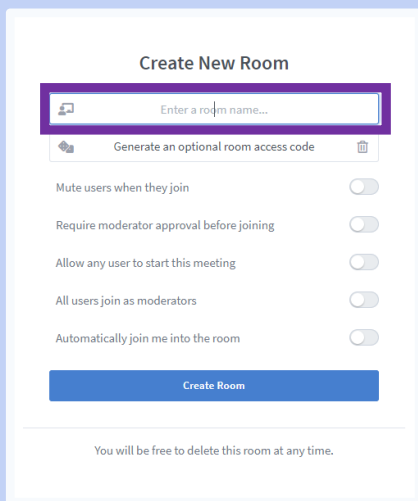 Create New Room
Enter a room name...
Generate an optional room access code
Mute users when they join
Require moderator approval before joining
Allow any user to start this meeting
All users join as moderators
Automatically join me into the room
Create Room
You will be free to delete this room at any time.